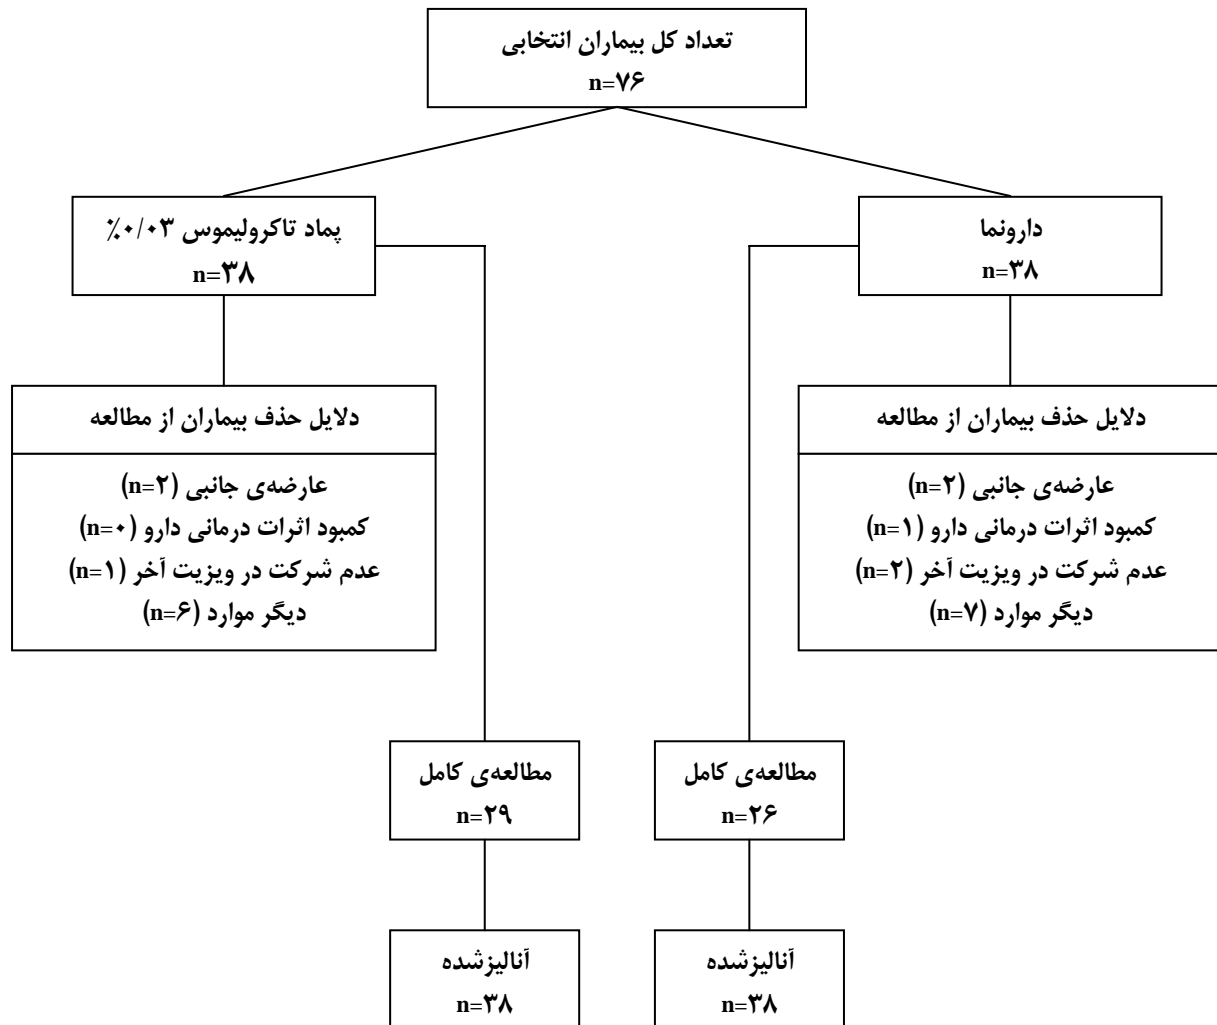 تعداد کل بیماران انتخابی
n=۷۶
دارونما
n=۳۸
پماد تاکرولیموس ۰/۰۳٪
n=۳۸
دلایل حذف بیماران از مطالعه
عارضه‌ی جانبی (n=۲)
کمبود اثرات درمانی دارو (n=۱)
عدم شرکت در ویزیت آخر (n=۲)
دیگر موارد (n=۷)
دلایل حذف بیماران از مطالعه
عارضه‌ی جانبی (n=۲)
کمبود اثرات درمانی دارو (n=۰)
عدم شرکت در ویزیت آخر (n=۱)
دیگر موارد (n=۶)
مطالعه‌ی کامل
n=۲۶
مطالعه‌ی کامل
n=۲۹
آنالیزشده
n=۳۸
آنالیزشده
n=۳۸